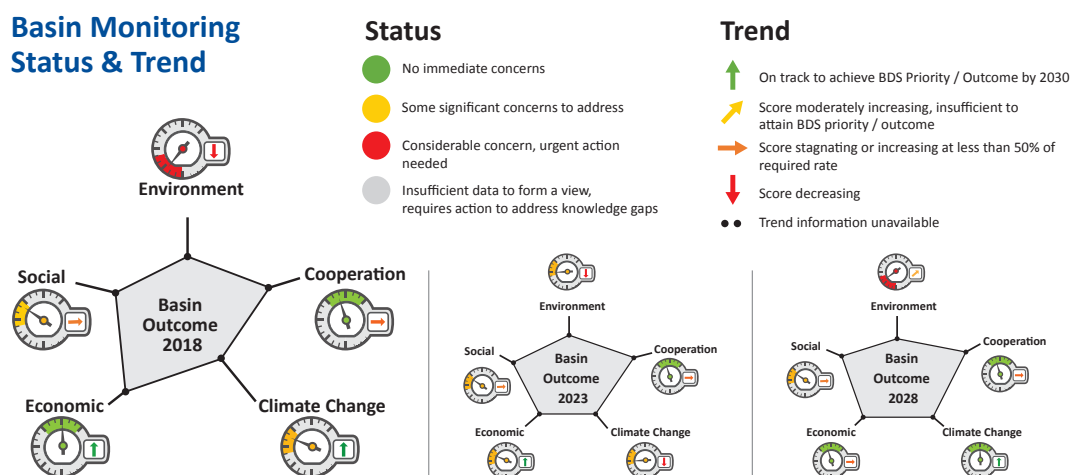 Basin Monitoring
Status & Trend
Status
No immediate concerns
Some significant concerns to address
Considerable concern, urgent action
needed
Insufficient data to form a view,
requires action to address knowledge gaps
Trend
On track to achieve BDS Priority / Outcome by 2030
Score moderately increasing, insufficient to
attain BDS priority / outcome
Score stagnating or increasing at less than 50% of
required rate
Score decreasing
Trend information unavailable
Environment
Social
Cooperation
Basin
Outcome
2018
Economic
Climate Change
Environment
Social
Cooperation
Basin
Outcome
2023
Economic
Climate Change
Environment
Social
Cooperation
Basin
Outcome
2028
Economic
Climate Change